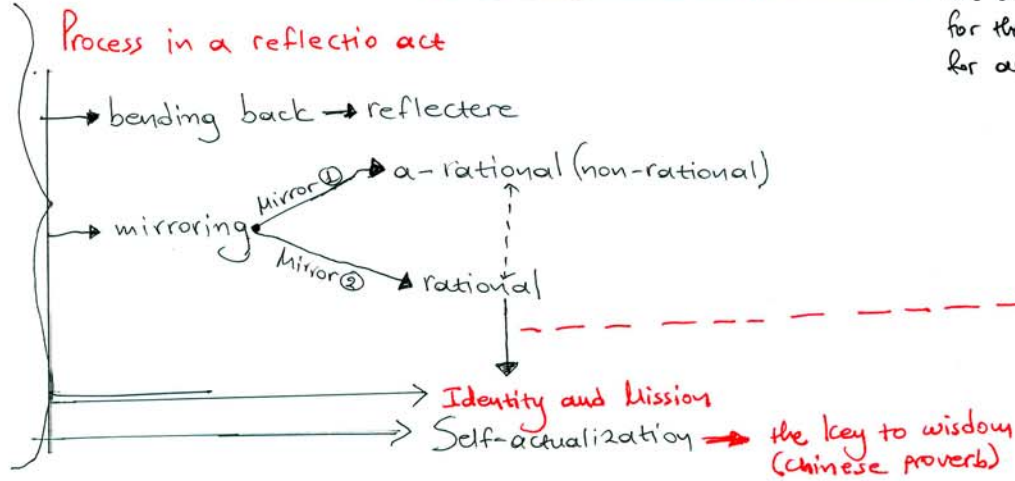 for th
for a
Process in a reflectio act
bending back → reflectere
Mirror ①
a-rational (non-rational)
mirroring
Mirror ②
rational
Identity and Mission
Self-actualization → the key to wisdom
(chinese proverb)